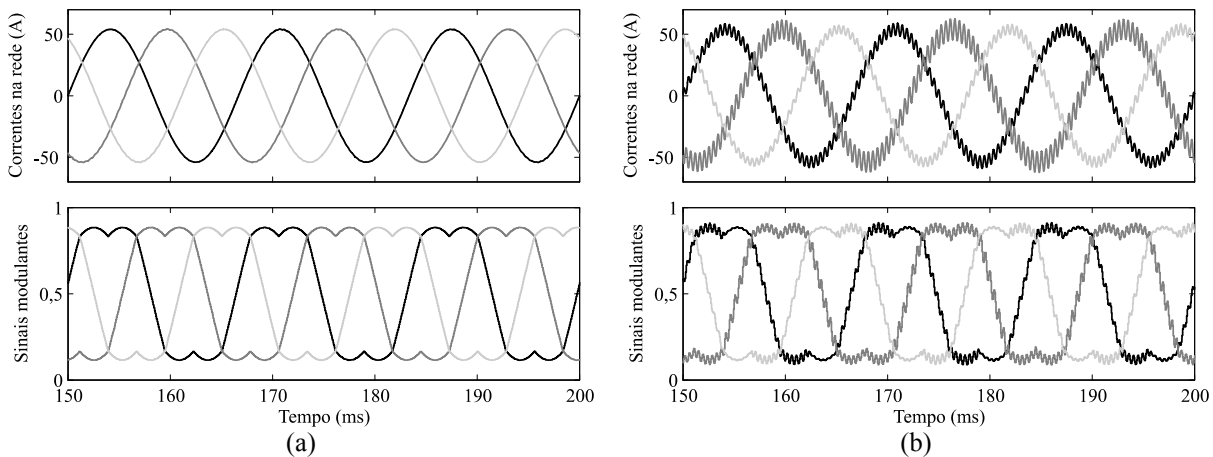 Correntes na rede (A)
50
0
-50
Sinais modulantes
1
0,5
0
150 160 170 180 190 200
Tempo (ms)
(a)
Correntes na rede (A)
50
0
-50
Sinais modulantes
1
0,5
0
150 160 170 180 190 200
Tempo (ms)
(b)